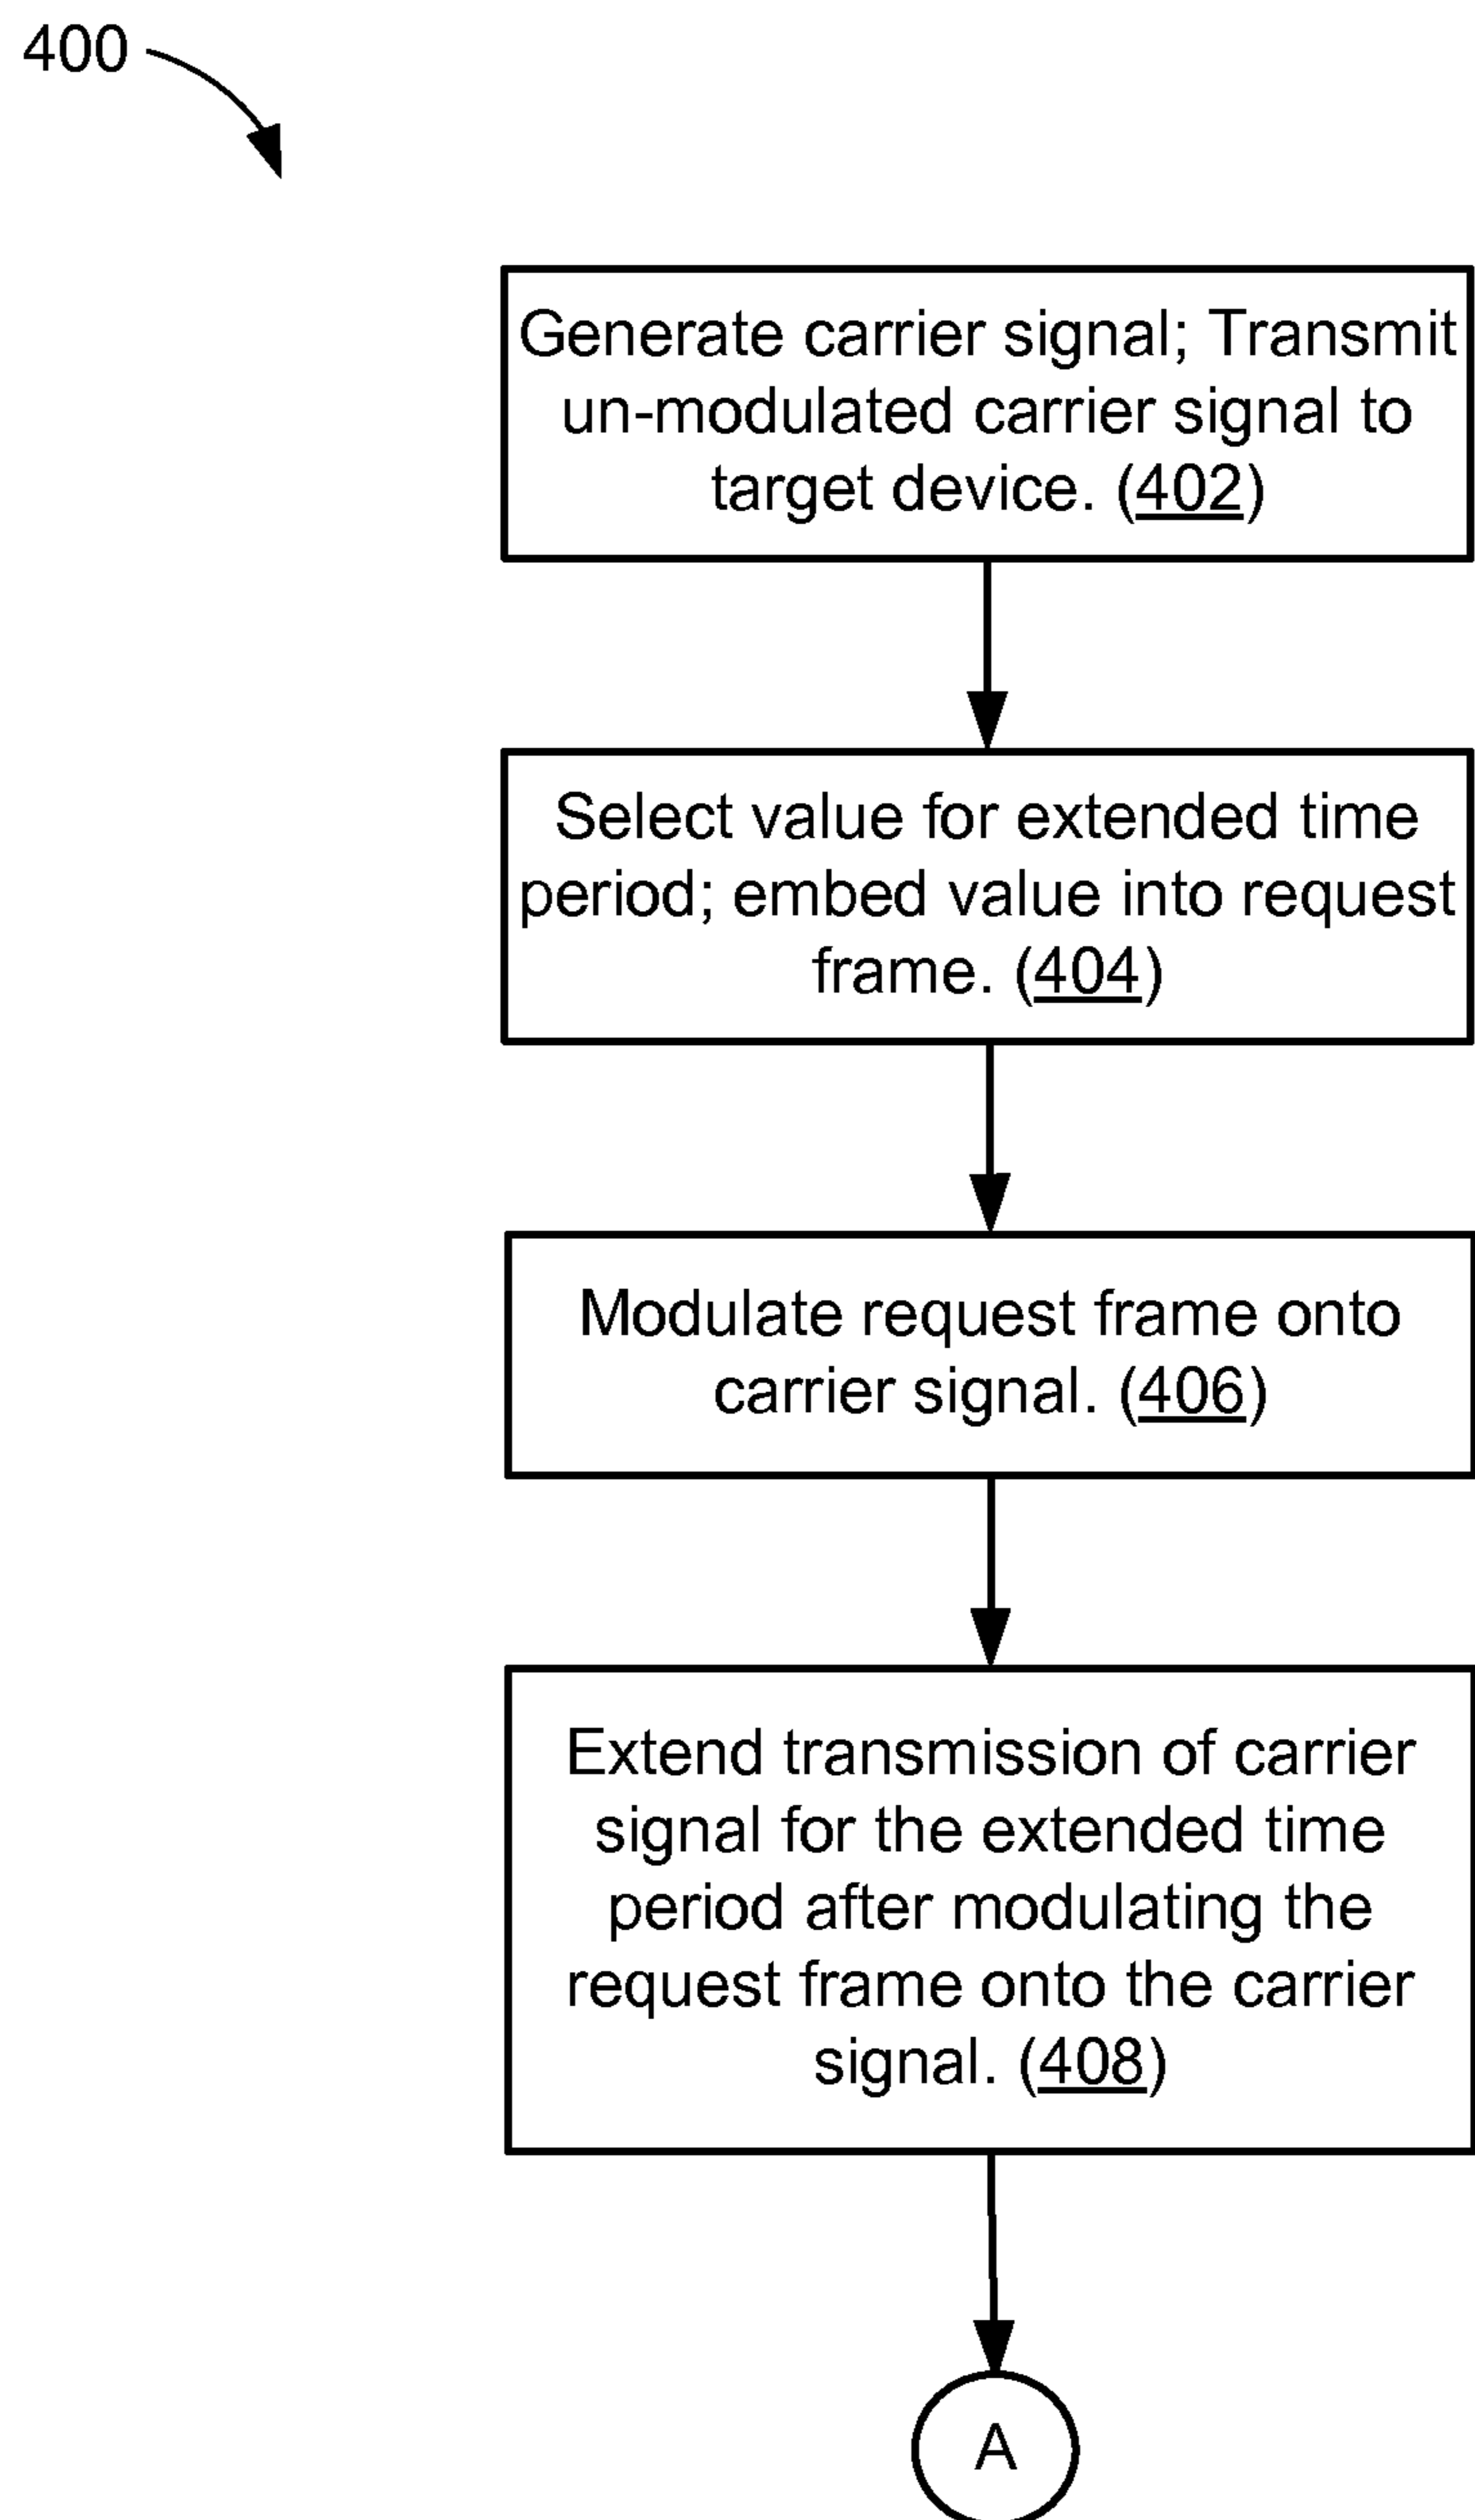 400
Generate carrier signal; Transmit
un-modulated carrier signal to
target device. (402)
Select value for extended time
period; embed value into request
frame. (404)
Modulate request frame onto
carrier signal. (406)
Extend transmission of carrier
signal for the extended time
period after modulating the
request frame onto the carrier
signal. (408)
A